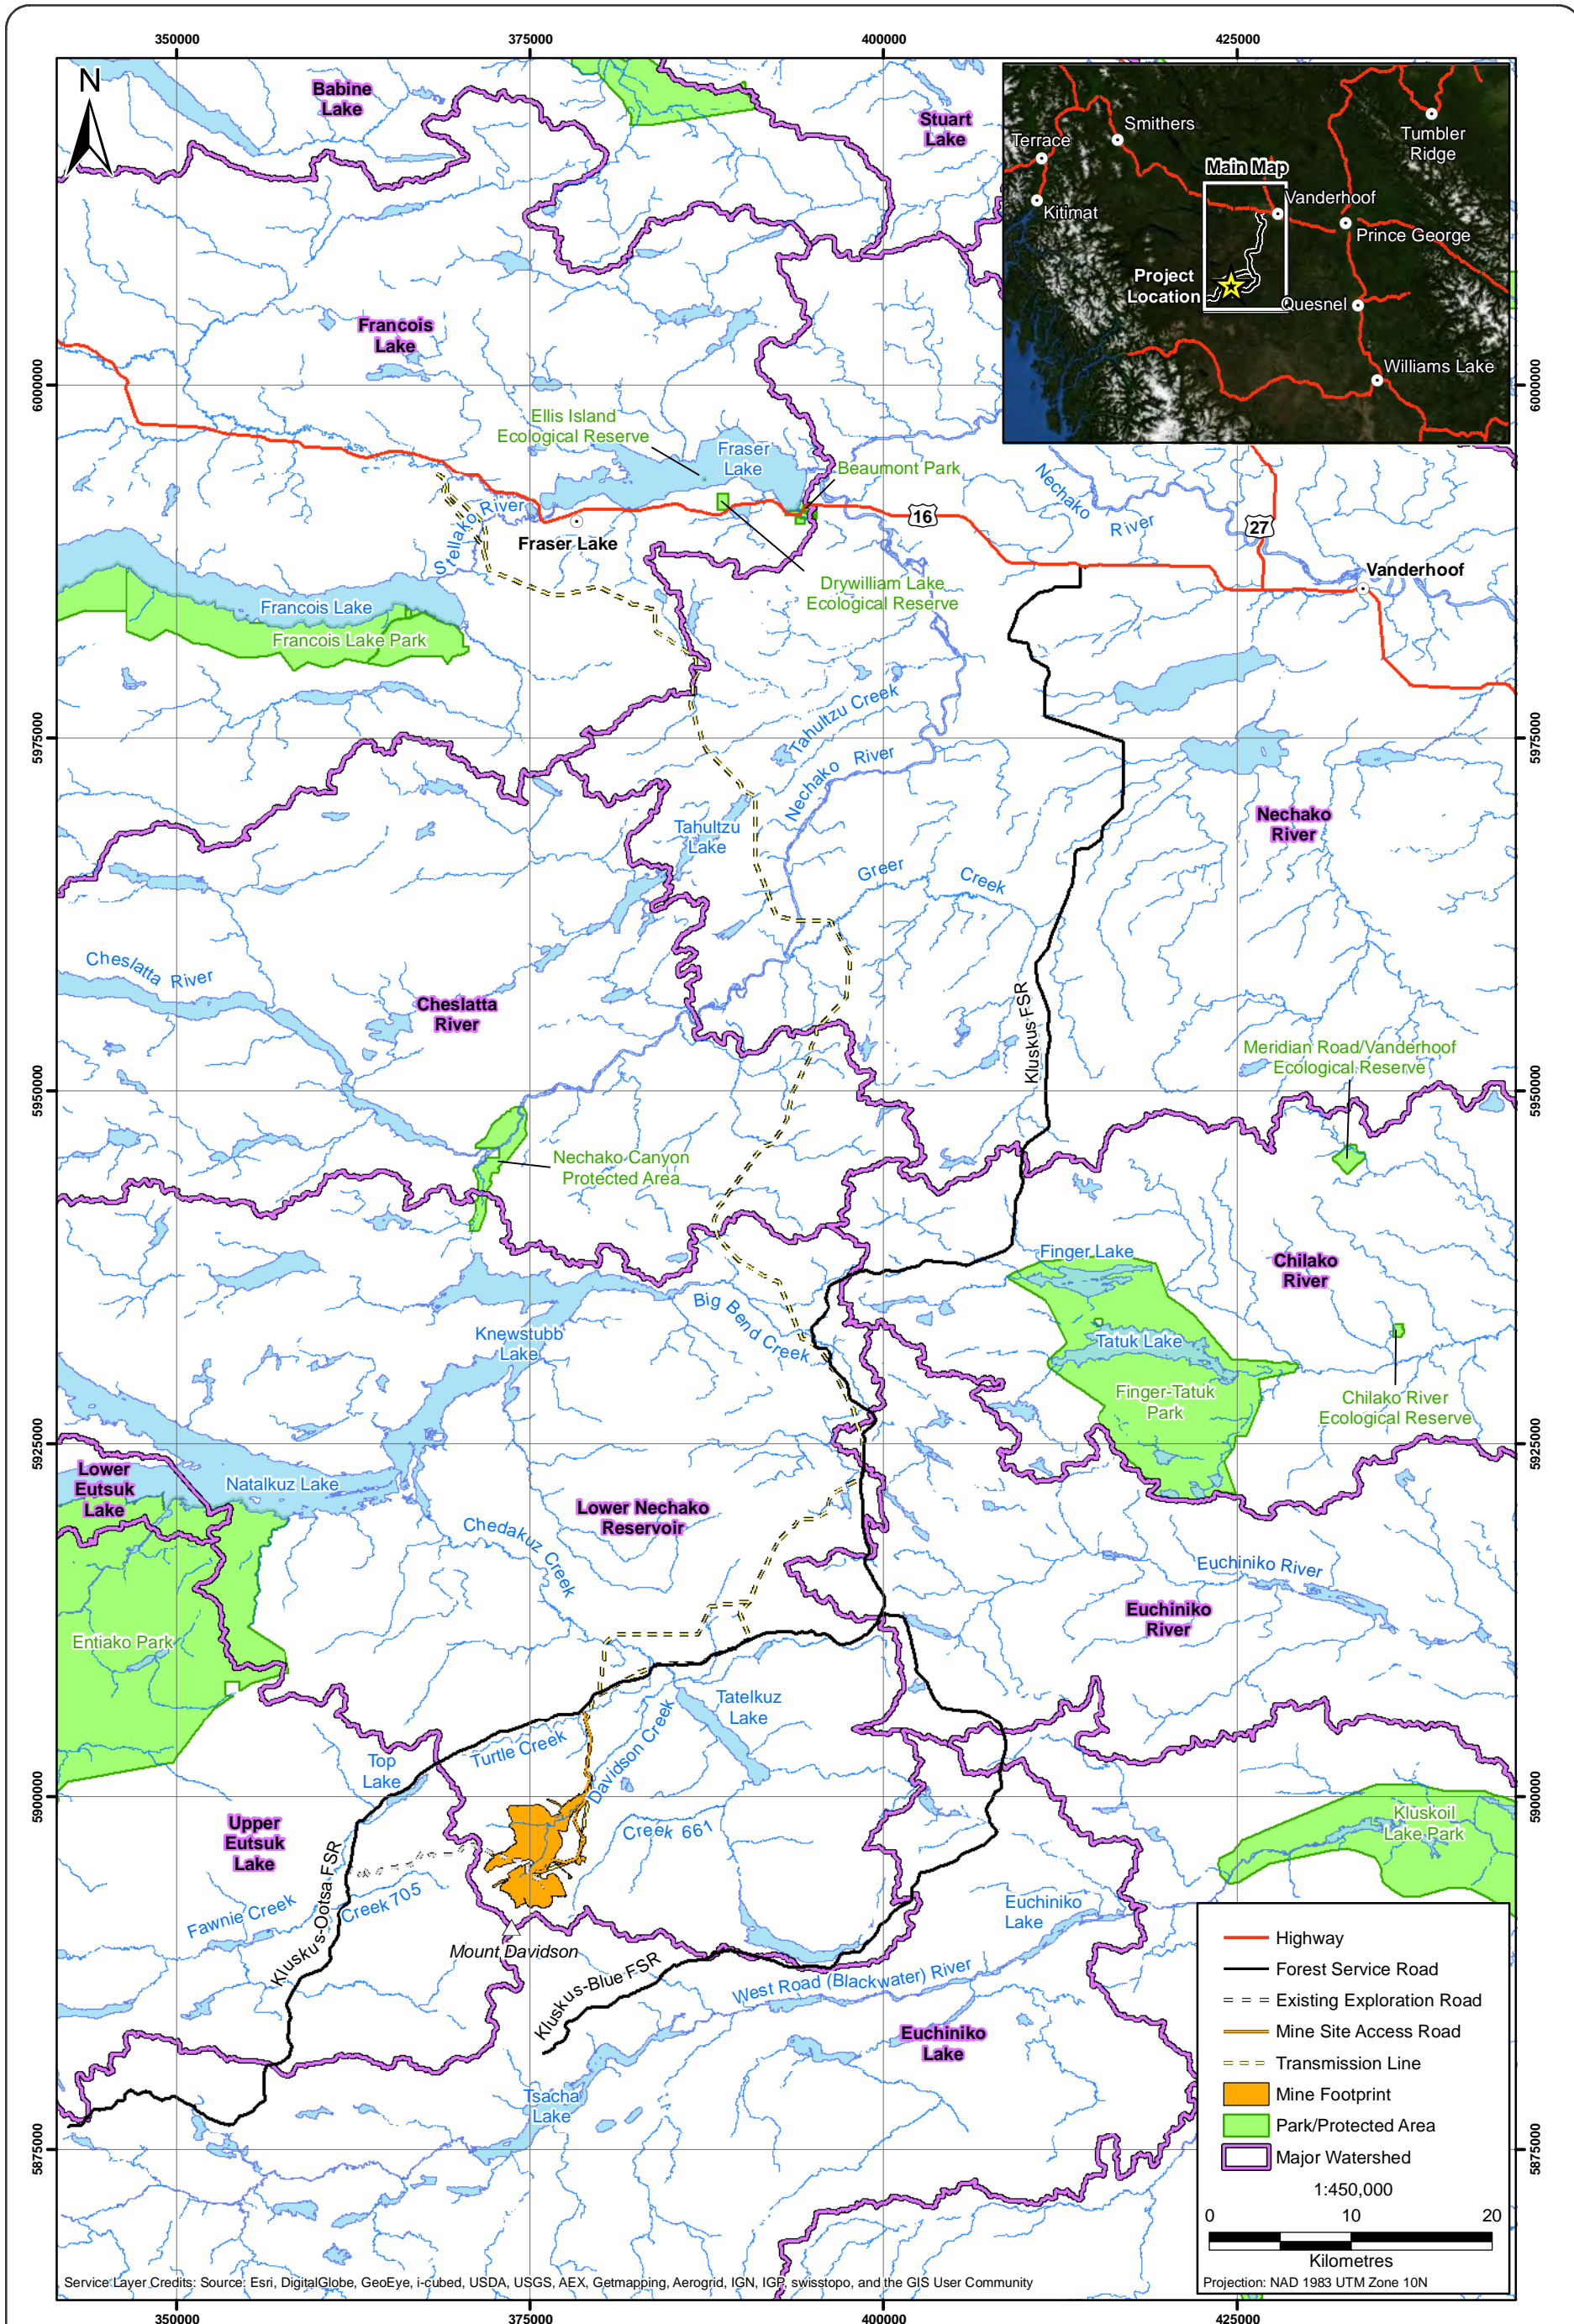 350000
375000
400000
425000
N
Babine
Lake
Stuart
Lake
Terrace
Smithers
Tumbler
Ridge
Main Map
Kitimat
Vanderhoof
Prince George
Project
Location
Quesnel
Williams Lake
Francois
Lake
6000000
6000000
Ellis Island
Ecological Reserve
Fraser
Lake
Beaumont Park
Nechako
River
Stellako River
16
27
Fraser Lake
Vanderhoof
Drywilliam Lake
Ecological Reserve
Francois Lake
Francois Lake Park
Tahultzu Creek
5975000
5975000
Nechako River
Nechako
River
Tahultzu
Lake
Greer
Creek
Cheslatta River
Cheslatta
River
Kluskus FSR
Meridian Road/Vanderhoof
Ecological Reserve
5950000
5950000
Nechako Canyon
Protected Area
Finger Lake
Chilako
River
Big Bend Creek
Knewstubb
Lake
Tatuk Lake
Finger-Tatuk
Park
Chilako River
Ecological Reserve
5925000
5925000
Lower
Eutsuk
Lake
Natalkuz Lake
Lower Nechako
Reservoir
Chedakuz Creek
Euchiniko River
Euchiniko
River
Entiako Park
Tatelkuz
Lake
Turtle Creek
Davidson Creek
Top
Lake
5900000
5900000
Upper
Eutsuk
Lake
Creek 661
Kluskoil
Lake Park
Kluskus-Ootsa FSR
Creek 705
Fawnie Creek
Euchiniko
Lake
Mount Davidson
Kluskus-Blue FSR
West Road (Blackwater) River
Euchiniko
Lake
Tsacha
Lake
5875000
5875000
Highway
Forest Service Road
Existing Exploration Road
Mine Site Access Road
Transmission Line
Mine Footprint
Park/Protected Area
Major Watershed
1:450,000
0 10 20
Kilometres
Projection: NAD 1983 UTM Zone 10N
Service Layer Credits: Source: Esri, DigitalGlobe, GeoEye, i-cubed, USDA, USGS, AEX, Getmapping, Aerogrid, IGN, IGP, swisstopo, and the GIS User Community
350000
375000
400000
425000